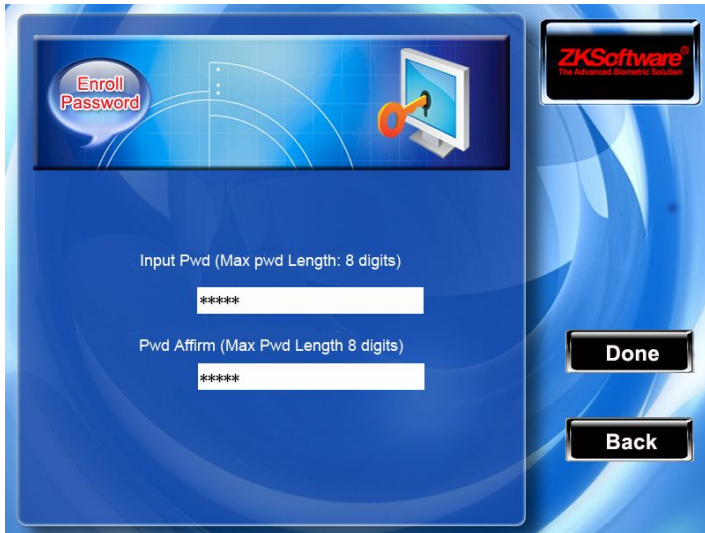 Enroll
Password
ZKSoftware®
The Advanced Biometric Solution
Input Pwd (Max pwd Length: 8 digits)
*****
Pwd Affirm (Max Pwd Length 8 digits)
*****
Done
Back